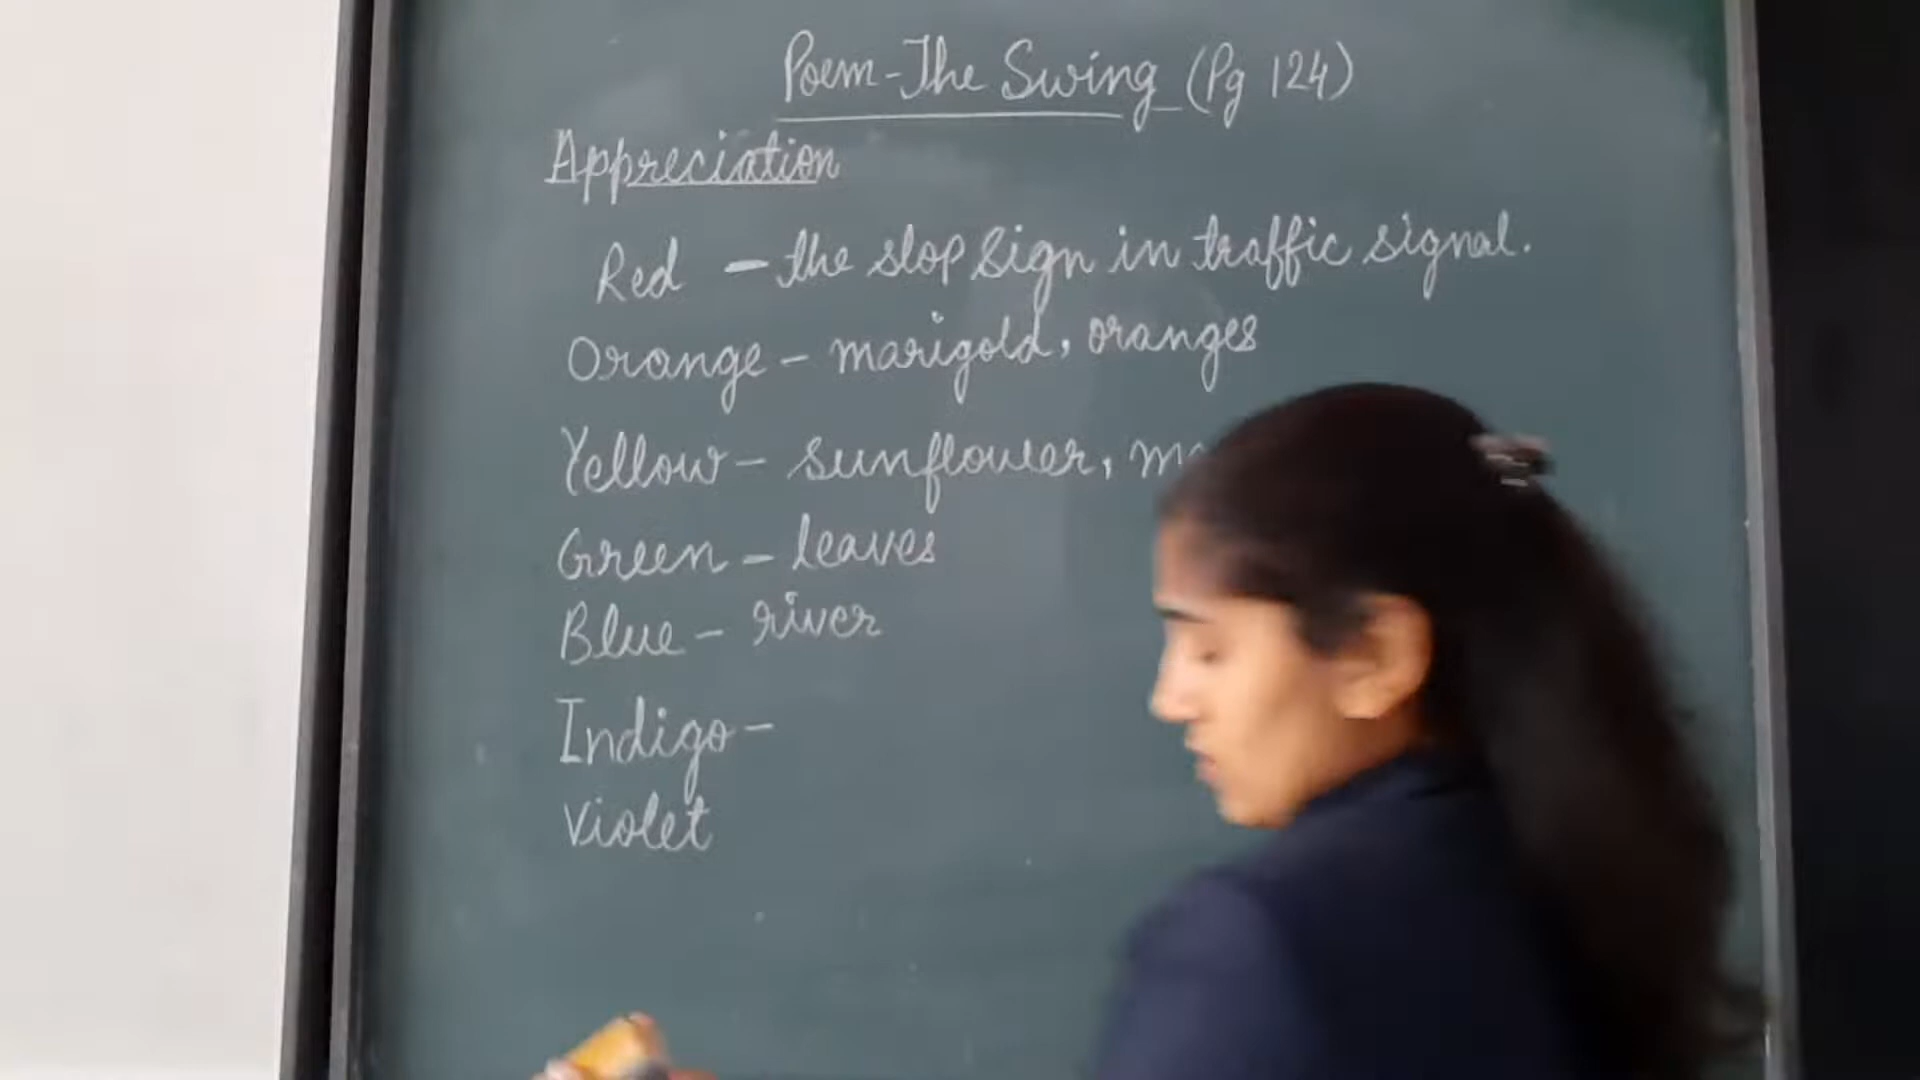 Poem-The Swing (Pg 124)
Appreciation
Red - the stop sign in traffic signal.
Orange - marigold, oranges
Yellow - sunflower,
Green - leaves
Blue - river
Indigo -
Violet